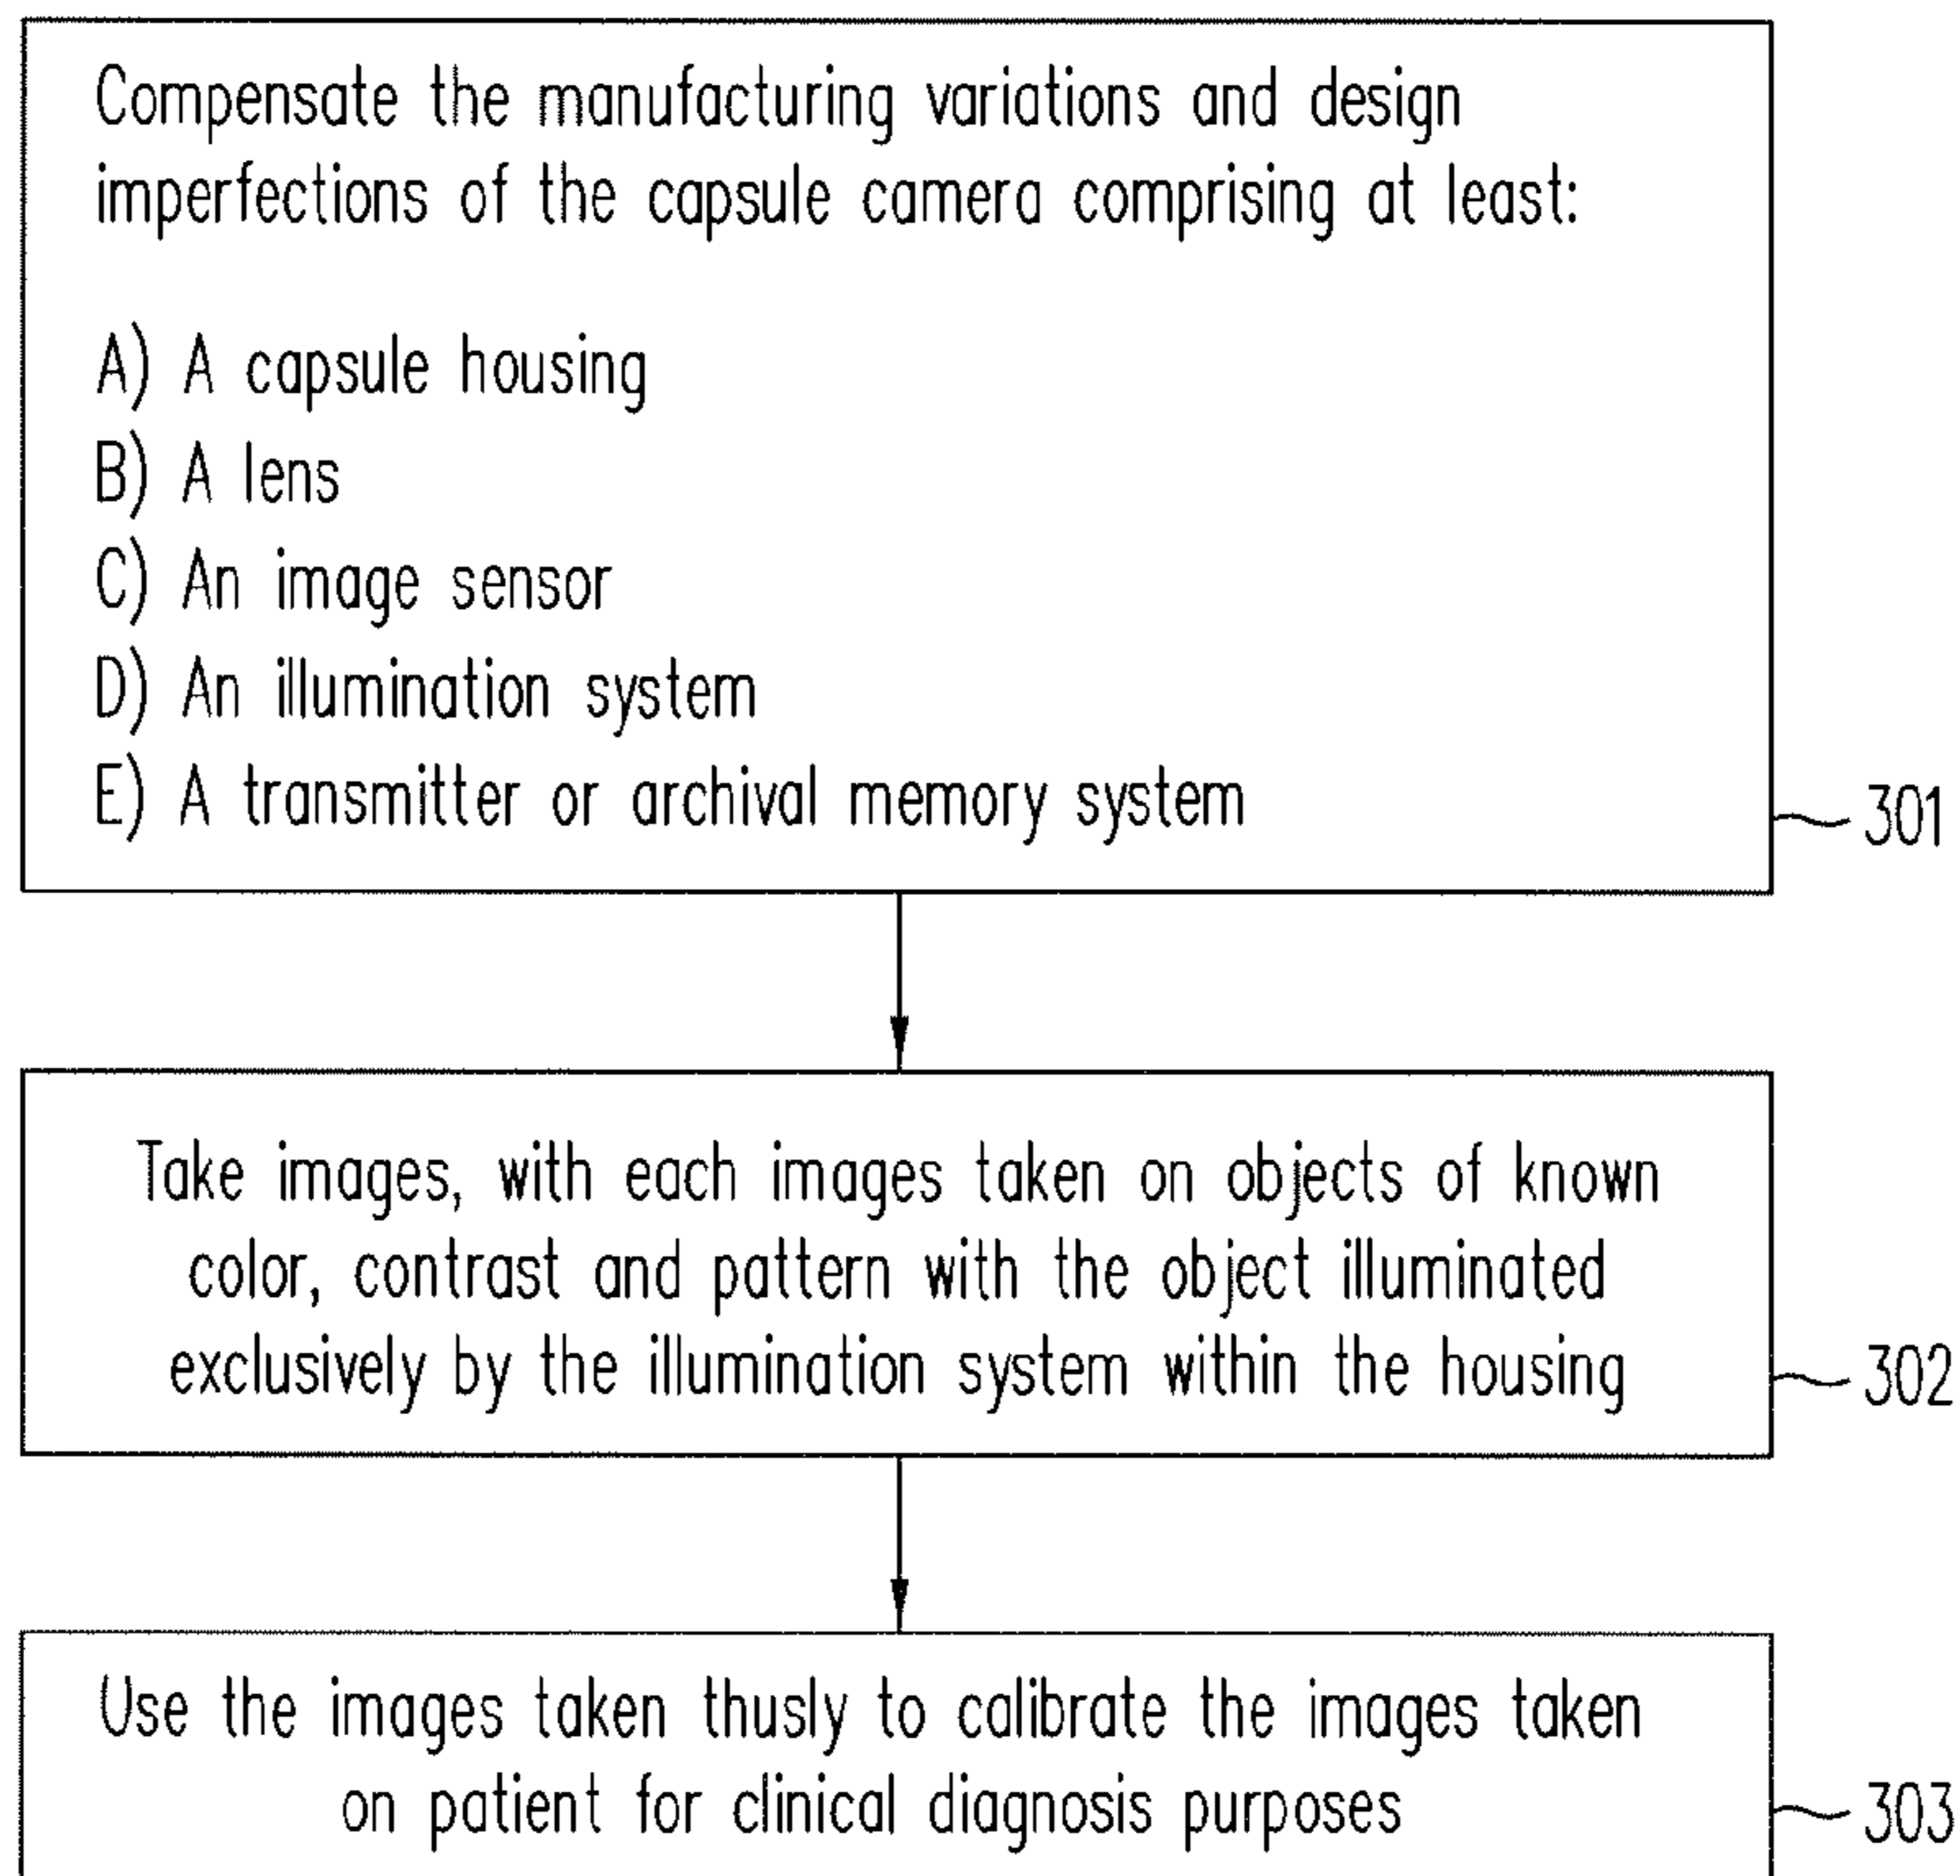 Compensate the manufacturing variations and design
imperfections of the capsule camera comprising at least:
A) A capsule housing
B) A lens
C) An image sensor
D) An illumination system
E) A transmitter or archival memory system
301
Take images, with each images taken on objects of known
color, contrast and pattern with the object illuminated
exclusively by the illumination system within the housing
302
Use the images taken thusly to calibrate the images taken
on patient for clinical diagnosis purposes
303